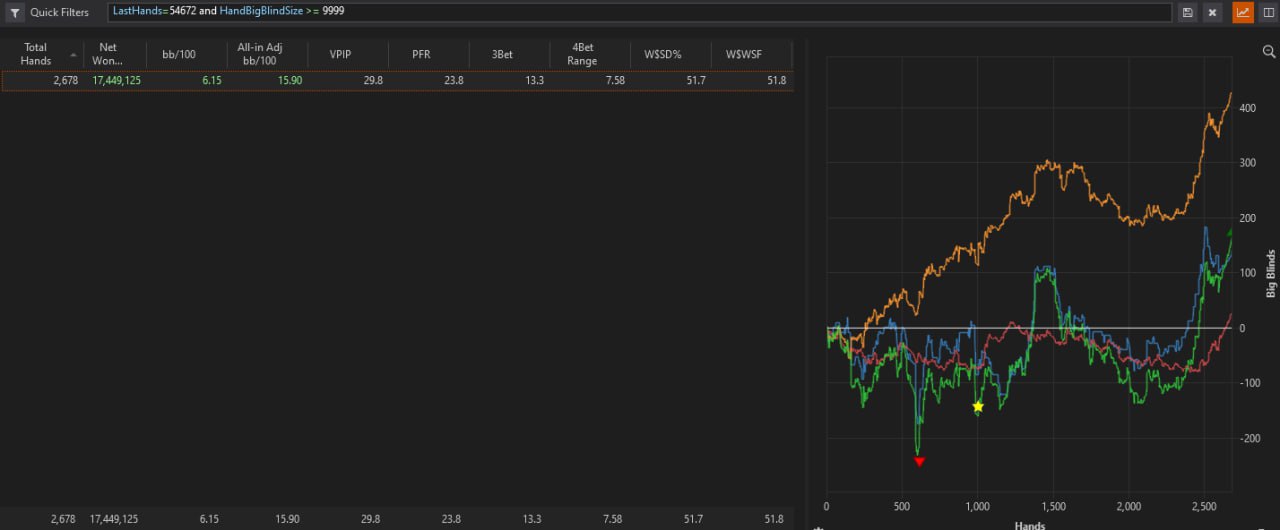 Quick Filters LastHands=54672 and HandBigBlindSize >= 9999
Total Hands Net Won... bb/100 All-in Adj bb/100 VPIP PFR 3Bet 4Bet Range W$SD% W$WSF
2,678 17,449,125 6.15 15.90 29.8 23.8 13.3 7.58 51.7 51.8
400
300
200
100
0
-100
-200
Big Blinds
0 500 1,000 1,500 2,000 2,500
Hands
2,678 17,449,125 6.15 15.90 29.8 23.8 13.3 7.58 51.7 51.8